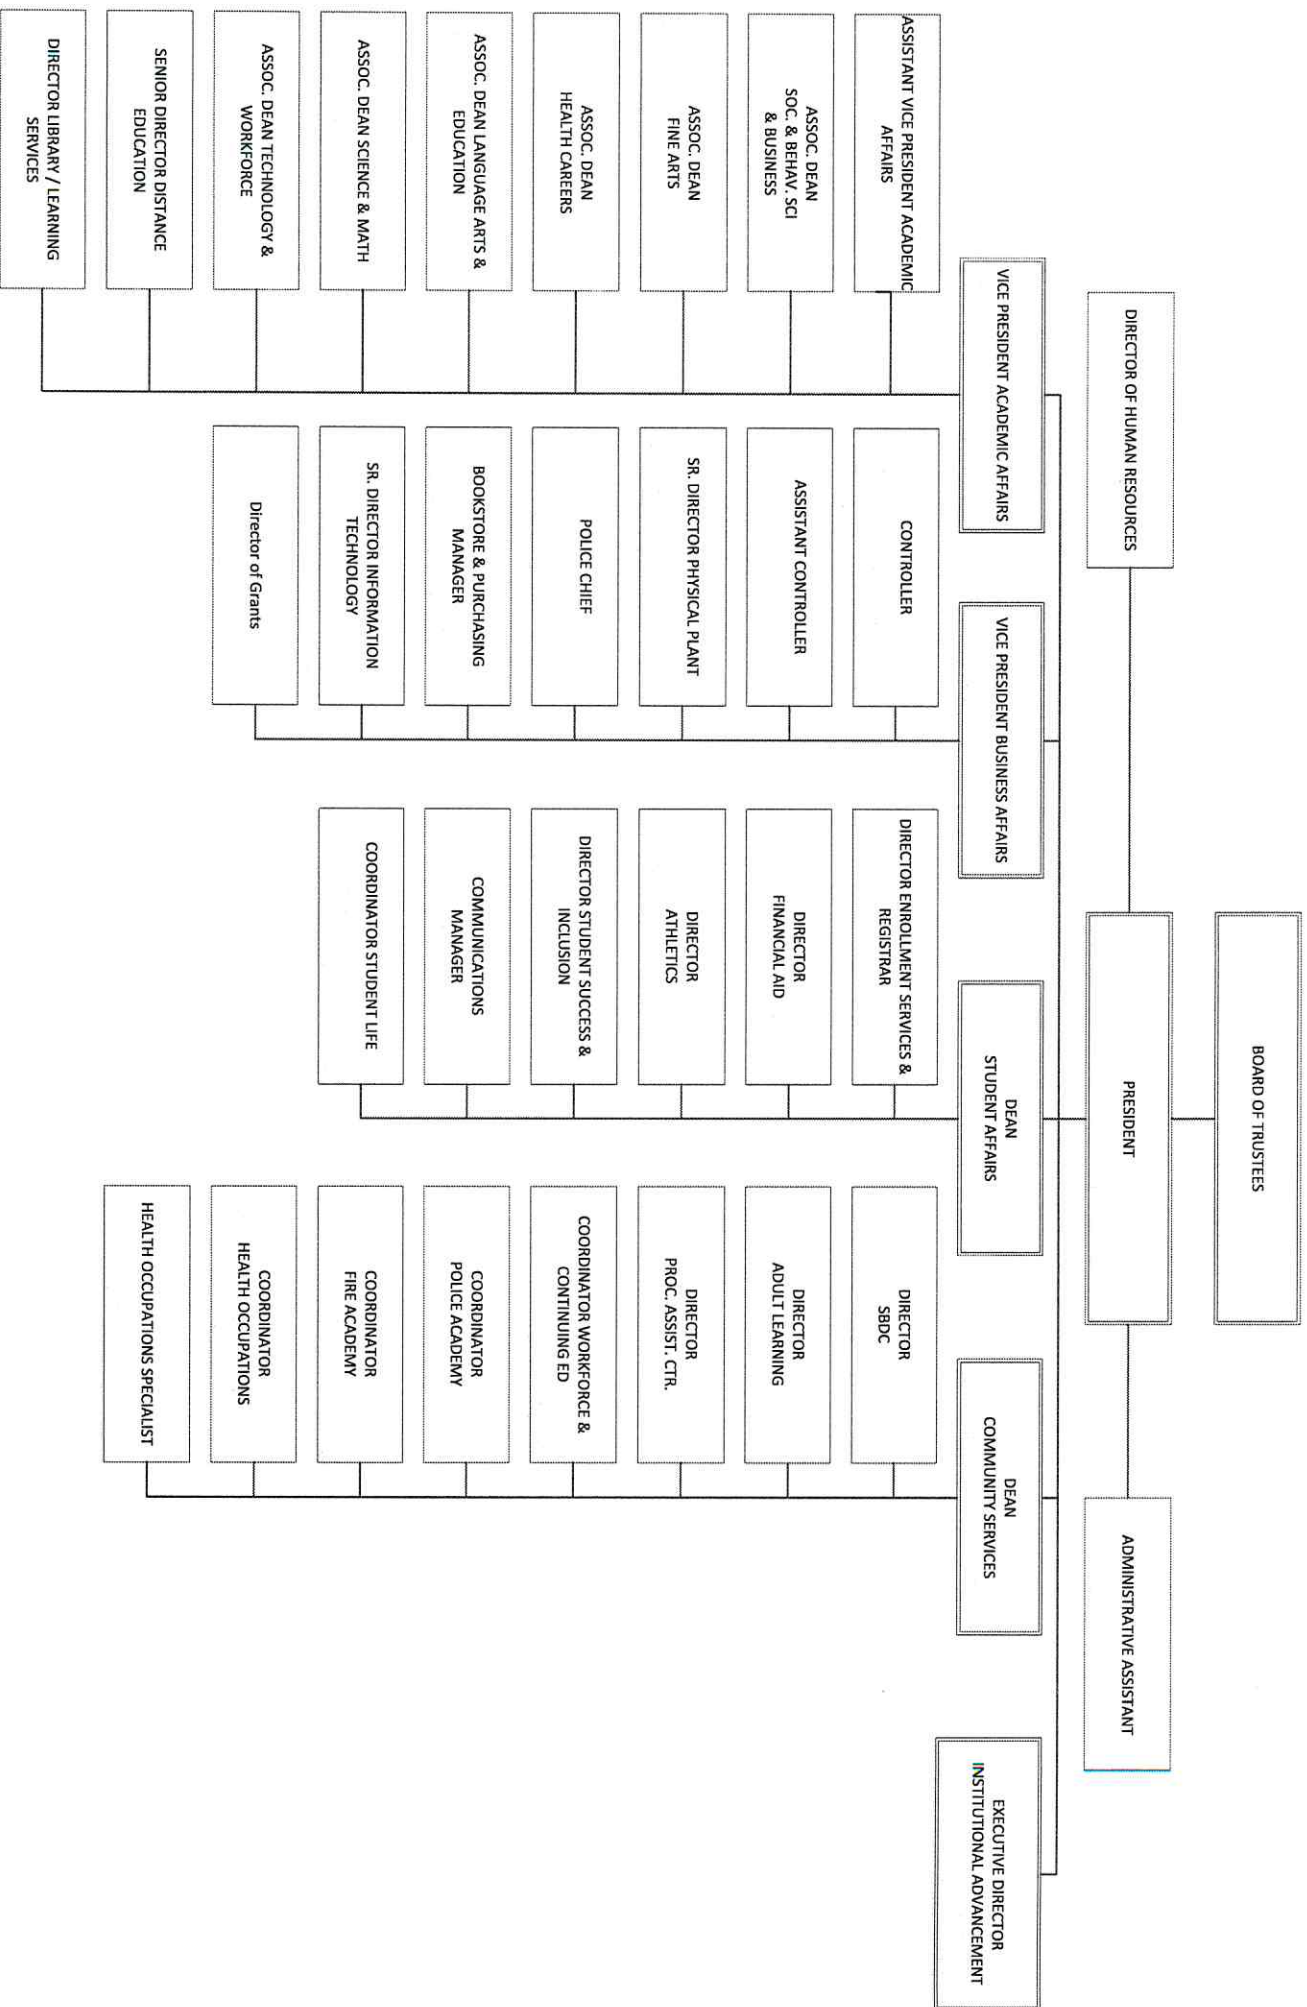 BOARD OF TRUSTEES
DIRECTOR OF HUMAN RESOURCES
PRESIDENT
ADMINISTRATIVE ASSISTANT
VICE PRESIDENT ACADEMIC AFFAIRS
VICE PRESIDENT BUSINESS AFFAIRS
DEAN
STUDENT AFFAIRS
DEAN
COMMUNITY SERVICES
EXECUTIVE DIRECTOR
INSTITUTIONAL ADVANCEMENT
ASSISTANT VICE PRESIDENT ACADEMIC
AFFAIRS
ASSOC. DEAN
SOC. & BEHAV. SCI
& BUSINESS
ASSOC. DEAN
FINE ARTS
ASSOC. DEAN
HEALTH CAREERS
ASSOC. DEAN LANGUAGE ARTS &
EDUCATION
ASSOC. DEAN SCIENCE & MATH
ASSOC. DEAN TECHNOLOGY &
WORKFORCE
SENIOR DIRECTOR DISTANCE
EDUCATION
DIRECTOR LIBRARY / LEARNING
SERVICES
CONTROLLER
ASSISTANT CONTROLLER
SR. DIRECTOR PHYSICAL PLANT
POLICE CHIEF
BOOKSTORE & PURCHASING
MANAGER
SR. DIRECTOR INFORMATION
TECHNOLOGY
Director of Grants
DIRECTOR ENROLLMENT SERVICES &
REGISTRAR
DIRECTOR
FINANCIAL AID
DIRECTOR
ATHLETICS
DIRECTOR STUDENT SUCCESS &
INCLUSION
COMMUNICATIONS
MANAGER
COORDINATOR STUDENT LIFE
DIRECTOR
SBDC
DIRECTOR
ADULT LEARNING
DIRECTOR
PROC. ASSIST. CTR.
COORDINATOR WORKFORCE &
CONTINUING ED
COORDINATOR
POLICE ACADEMY
COORDINATOR
FIRE ACADEMY
COORDINATOR
HEALTH OCCUPATIONS
HEALTH OCCUPATIONS SPECIALIST